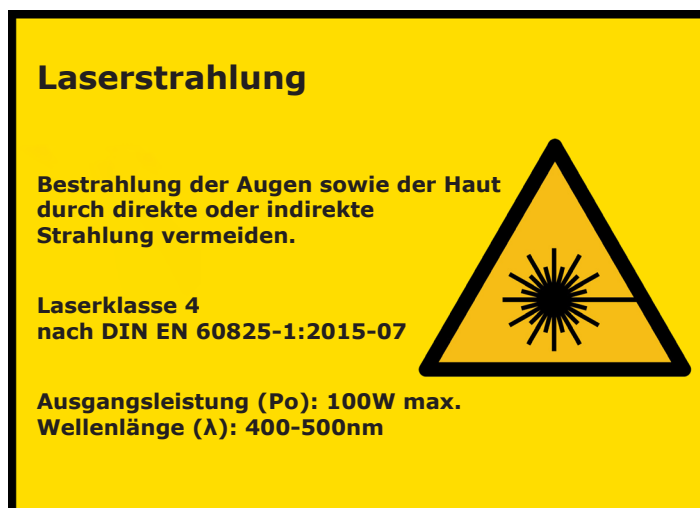 Laserstrahlung
Bestrahlung der Augen sowie der Haut
durch direkte oder indirekte
Strahlung vermeiden.
Laserklasse 4
nach DIN EN 60825-1:2015-07
Ausgangsleistung (Po): 100W max.
Wellenlänge (λ): 400-500nm